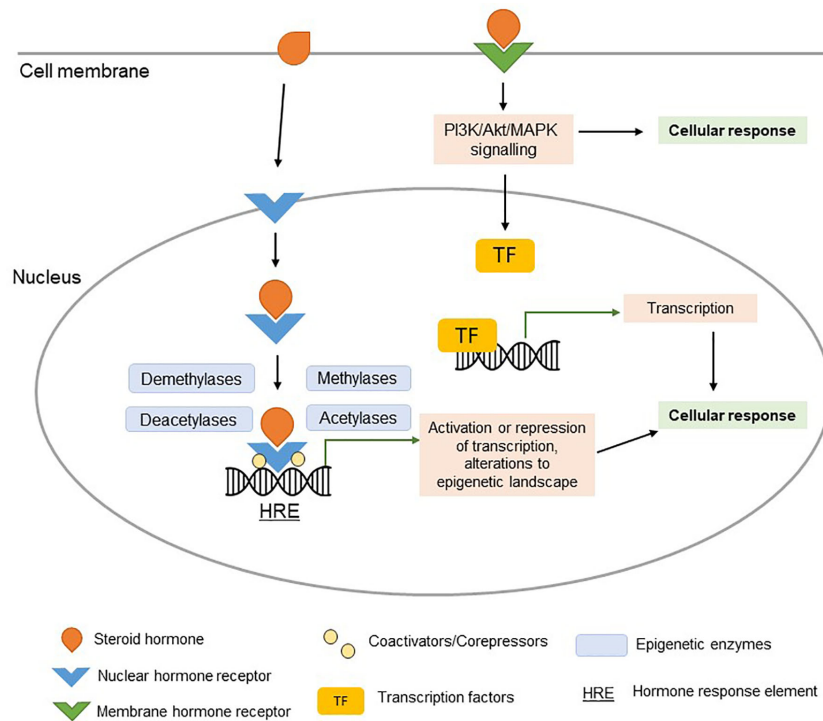 Cell membrane
PI3K/Akt/MAPK
signalling
Cellular response
Nucleus
TF
TF
Transcription
Demethylases
Methylases
Deacetylases
Acetylases
Activation or repression
of transcription,
alterations to
epigenetic landscape
Cellular response
HRE
Steroid hormone
Nuclear hormone receptor
Membrane hormone receptor
Coactivators/Corepressors
TF
Transcription factors
Epigenetic enzymes
HRE
Hormone response element